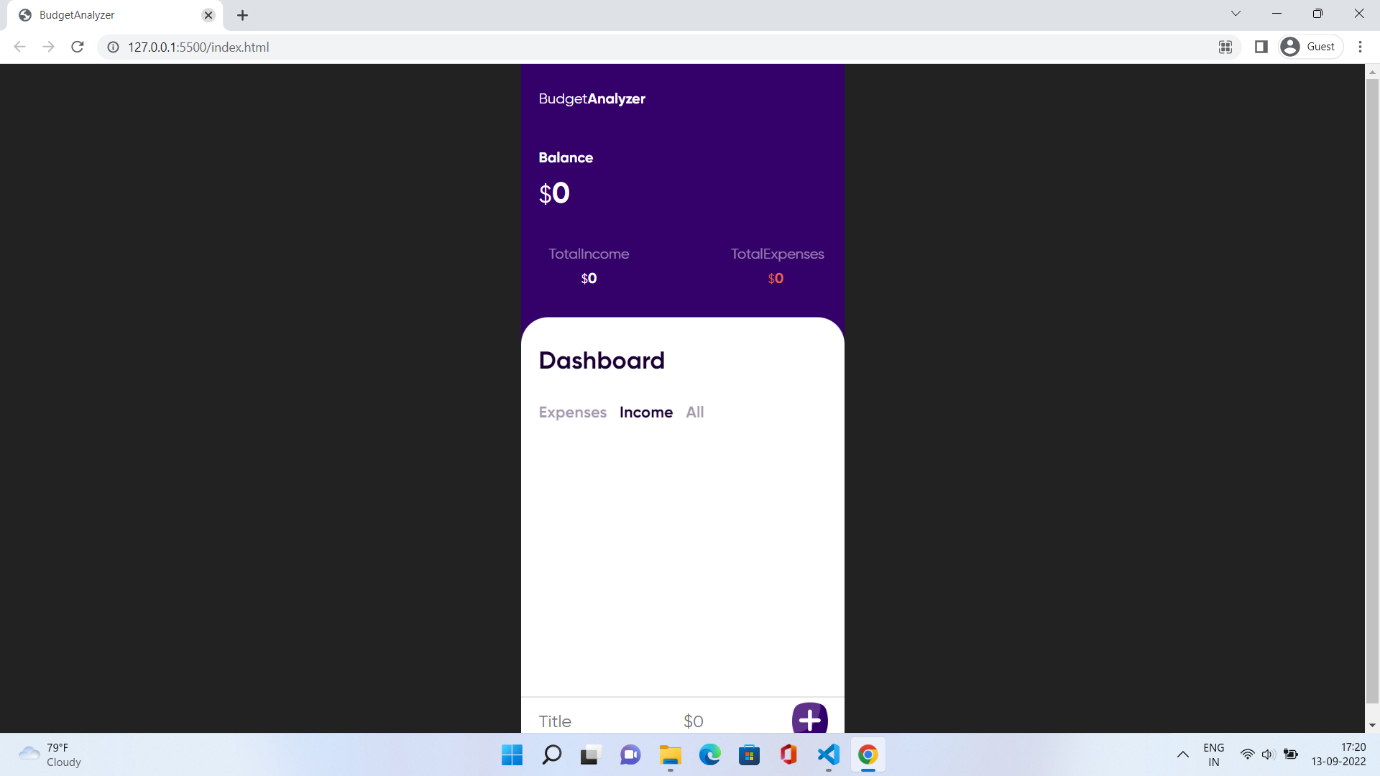 BudgetAnalyzer
127.0.0.1:5500/index.html
Guest
BudgetAnalyzer
Balance
$0
TotalIncome TotalExpenses
$0 $0
Dashboard
Expenses Income All
Title $0
79°F
Cloudy
ENG
IN
17:20
13-09-2022